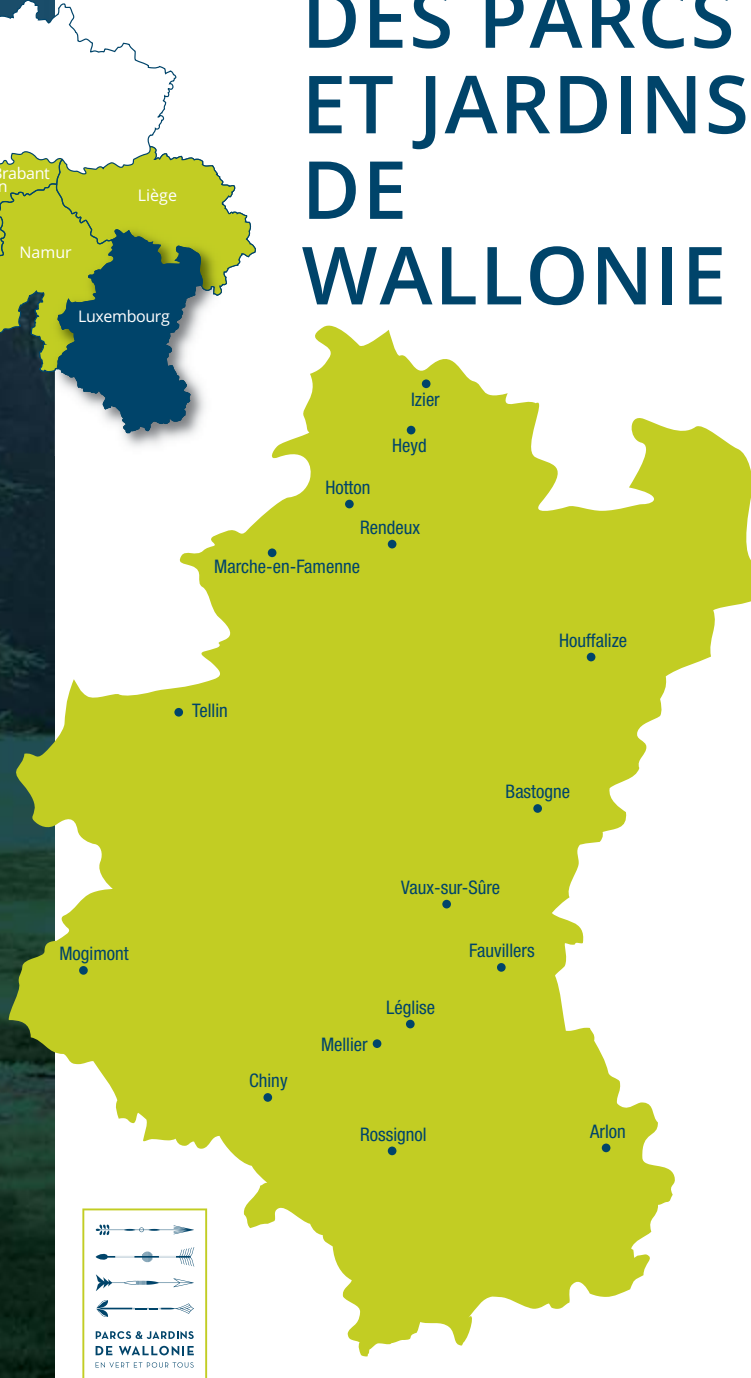 DES PARCS
ET JARDINS
DE
WALLONIE
Liège
Namur
Luxembourg
Izier
Heyd
Hotton
Rendeux
Marche-en-Famenne
Houffalize
Tellin
Bastogne
Vaux-sur-Sûre
Mogimont
Fauvillers
Léglise
Mellier
Chiny
Rossignol
Arlon
PARCS & JARDINS
DE WALLONIE
EN VERT ET POUR TOUS